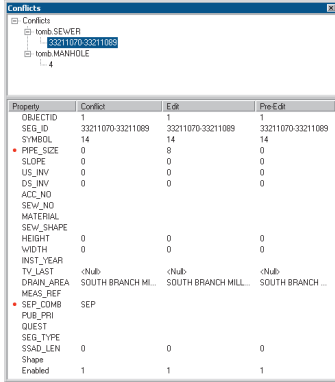 Conflicts
Conflicts
tomb.SEWER
33211070-33211089
tomb.MANHOLE
4
Property Conflict Edit Pre-Edit
OBJECTID 1 1 1
SEG_ID 33211070-33211089 33211070-33211089 33211070-33211089
SYMBOL 14 14 14
PIPE_SIZE 0 8 0
SLOPE 0 0 0
US_INV 0 0 0
DS_INV 0 0 0
ACC_NO
SEW_NO
MATERIAL
SEW_SHAPE
HEIGHT 0 0 0
WIDTH 0 0 0
INST_YEAR
TV_LAST <Null> <Null> <Null>
DRAIN_AREA SOUTH BRANCH MI... SOUTH BRANCH MILL... SOUTH BRANCH MILL...
MEAS_REF
SEP_COMB SEP
PUB_PRI
QUEST
SEG_TYPE
SSAD_LEN 0 0 0
Shape
Enabled 1 1 1